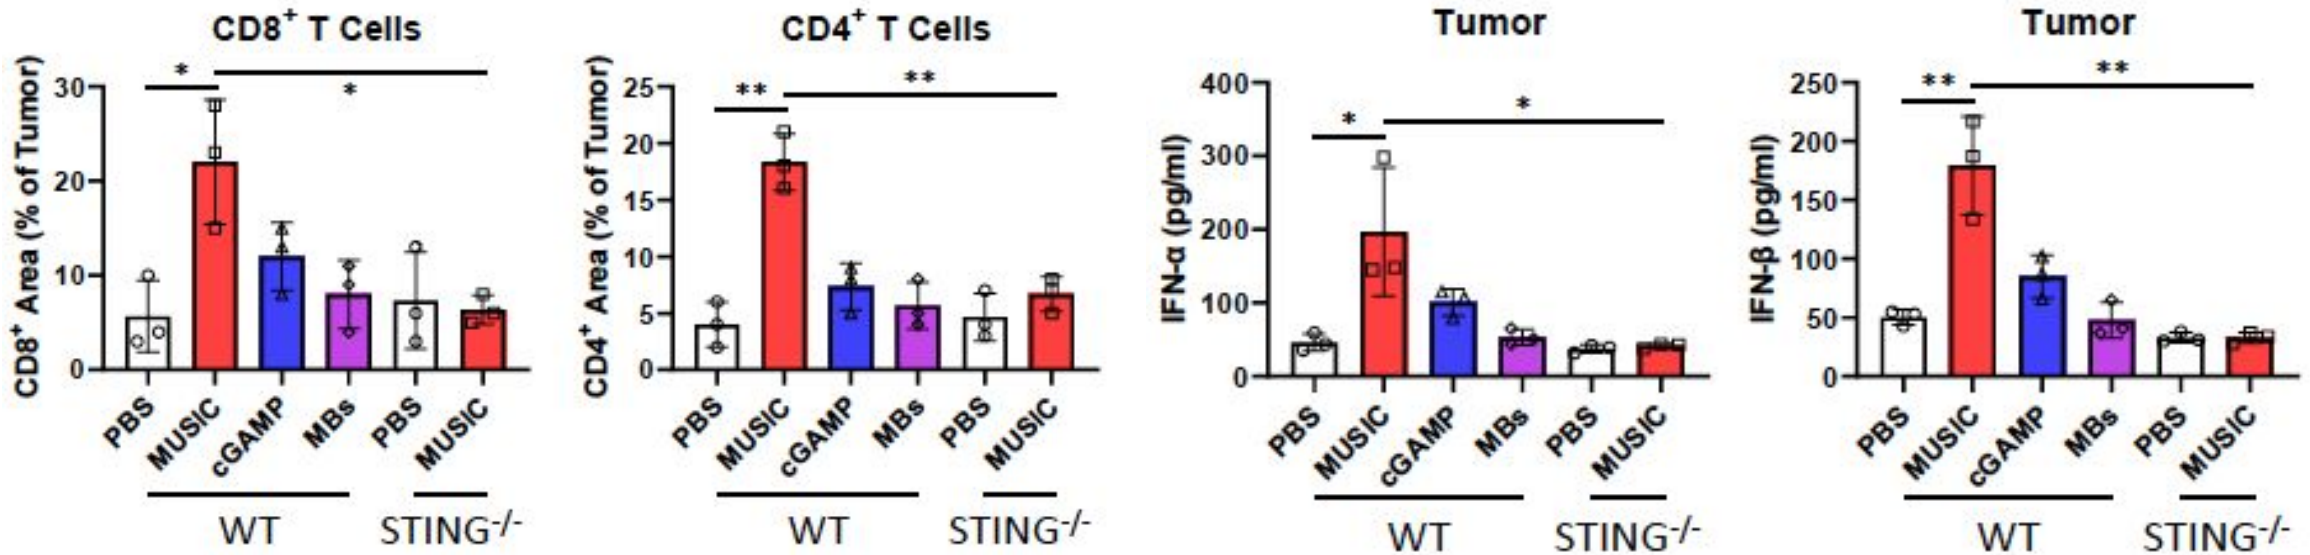 CD8+ T Cells
CD8+ Area (% of Tumor)
30
20
10
0
*
*
PBS
MUSIC
cGAMP
MBs
PBS
MUSIC
WT
STING-/-
CD4+ T Cells
CD4+ Area (% of Tumor)
25
20
15
10
5
0
**
**
PBS
MUSIC
cGAMP
MBs
PBS
MUSIC
WT
STING-/-
Tumor
IFN-α (pg/ml)
400
300
200
100
0
*
*
PBS
MUSIC
cGAMP
MBs
PBS
MUSIC
WT
STING-/-
Tumor
IFN-β (pg/ml)
250
200
150
100
50
0
**
**
PBS
MUSIC
cGAMP
MBs
PBS
MUSIC
WT
STING-/-